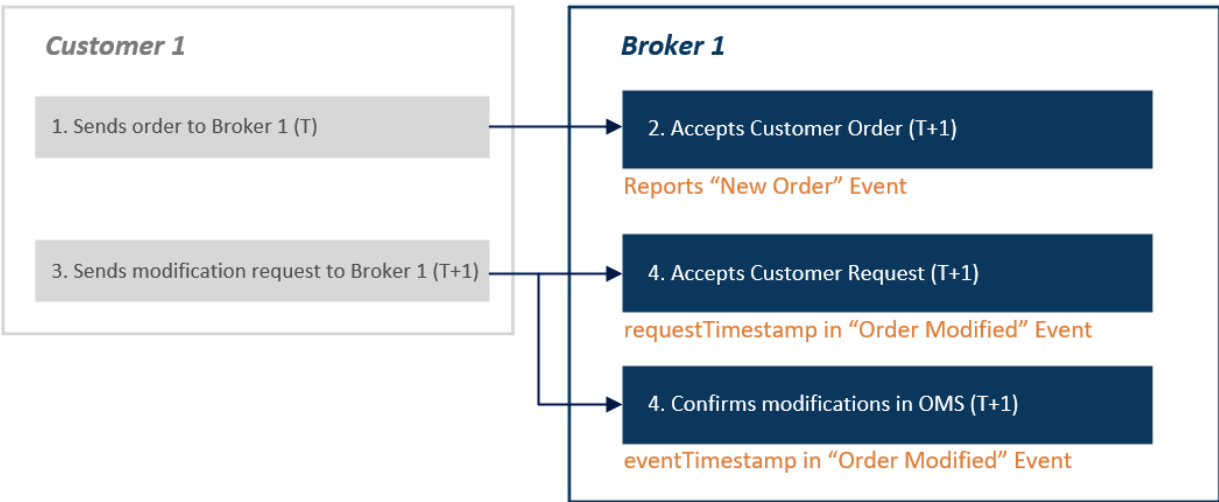 Customer 1
Broker 1
1. Sends order to Broker 1 (T)
2. Accepts Customer Order (T+1)
Reports “New Order” Event
3. Sends modification request to Broker 1 (T+1)
4. Accepts Customer Request (T+1)
requestTimestamp in “Order Modified” Event
4. Confirms modifications in OMS (T+1)
eventTimestamp in “Order Modified” Event